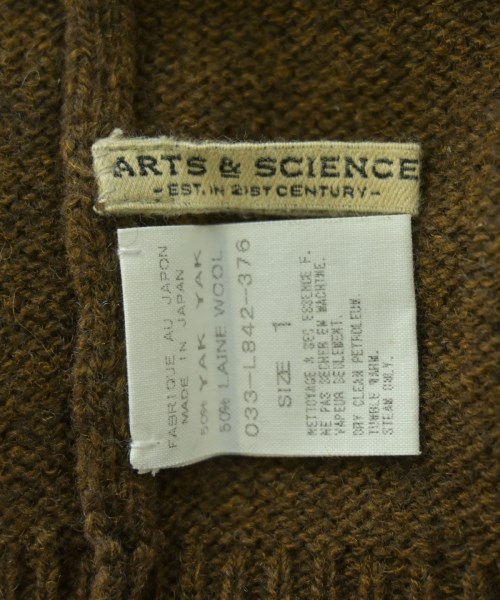 ARTS & SCIENCE
-EST. IN 21ST CENTURY-
FABRIQUE AU JAPON
MADE IN JAPAN
50% YAK YAK
50% LAINE WOOL
033-L842-376
SIZE 1
NETTOYAGE A SEC ESSENCE F.
NE PAS SECHER EN MACHINE.
VAPEUR SEULEMENT.
DRY CLEAN PETROLEUM
TUMBLE WARM.
STEAM ONLY.